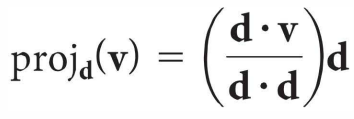 proj_d(v) = (d·v / d·d) d